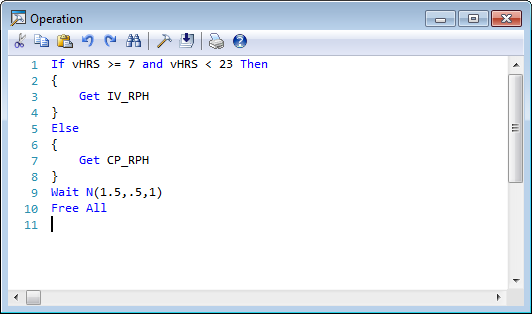 Operation
1 If vHRS >= 7 and vHRS < 23 Then
2 {
3 Get IV_RPH
4 }
5 Else
6 {
7 Get CP_RPH
8 }
9 Wait N(1.5,.5,1)
10 Free All
11